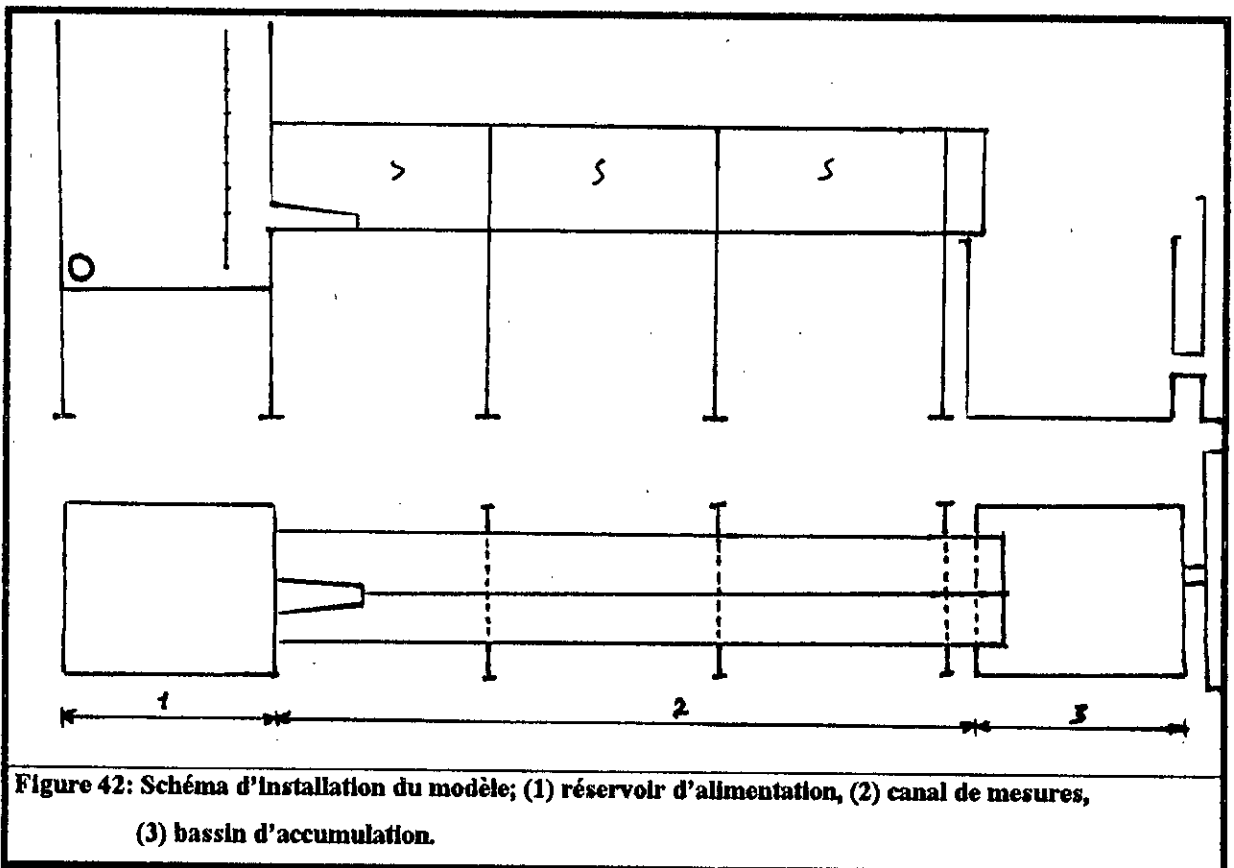 > S S
O
1 2 3
Figure 42: Schéma d'installation du modèle; (1) réservoir d'alimentation, (2) canal de mesures,
(3) bassin d'accumulation.